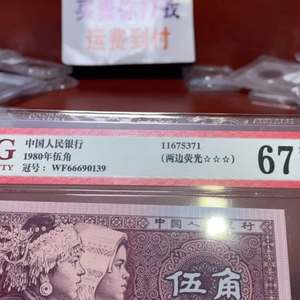 运费到付
G
TY
中国人民银行
1980年伍角
冠号：WF66690139
11675371
(两边荧光☆☆☆)
67
中国人民银行
伍角